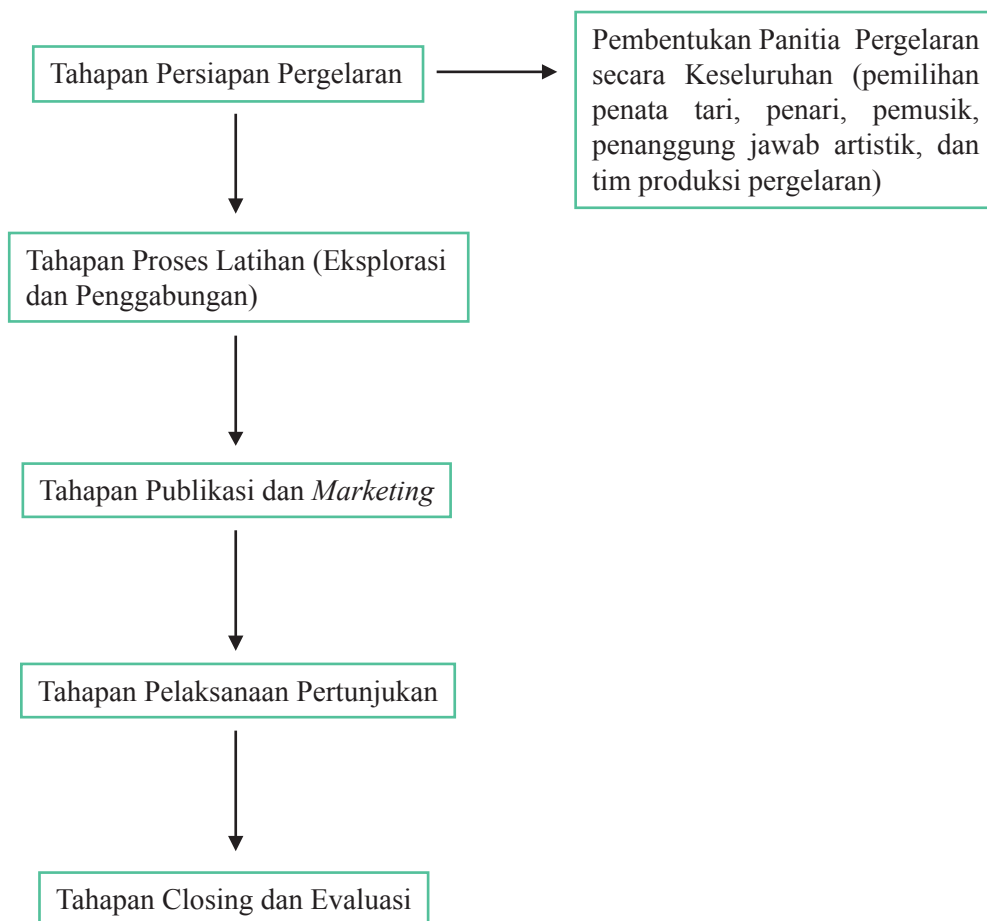 Tahapan Persiapan Pergelaran
Pembentukan Panitia Pergelaran
secara Keseluruhan (pemilihan
penata tari, penari, pemusik,
penanggung jawab artistik, dan
tim produksi pergelaran)
Tahapan Proses Latihan (Eksplorasi
dan Penggabungan)
Tahapan Publikasi dan Marketing
Tahapan Pelaksanaan Pertunjukan
Tahapan Closing dan Evaluasi